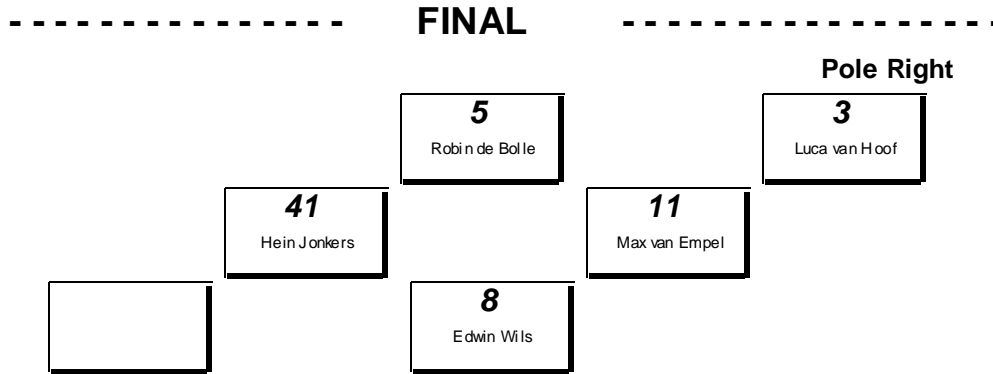 - - - - - - - - - - - - - - - FINAL - - - - - - - - - - - - - - - - -
Pole Right
5 3
Robin de Bolle Luca van Hoof
41 11
Hein Jonkers Max van Empel
8
Edwin Wils